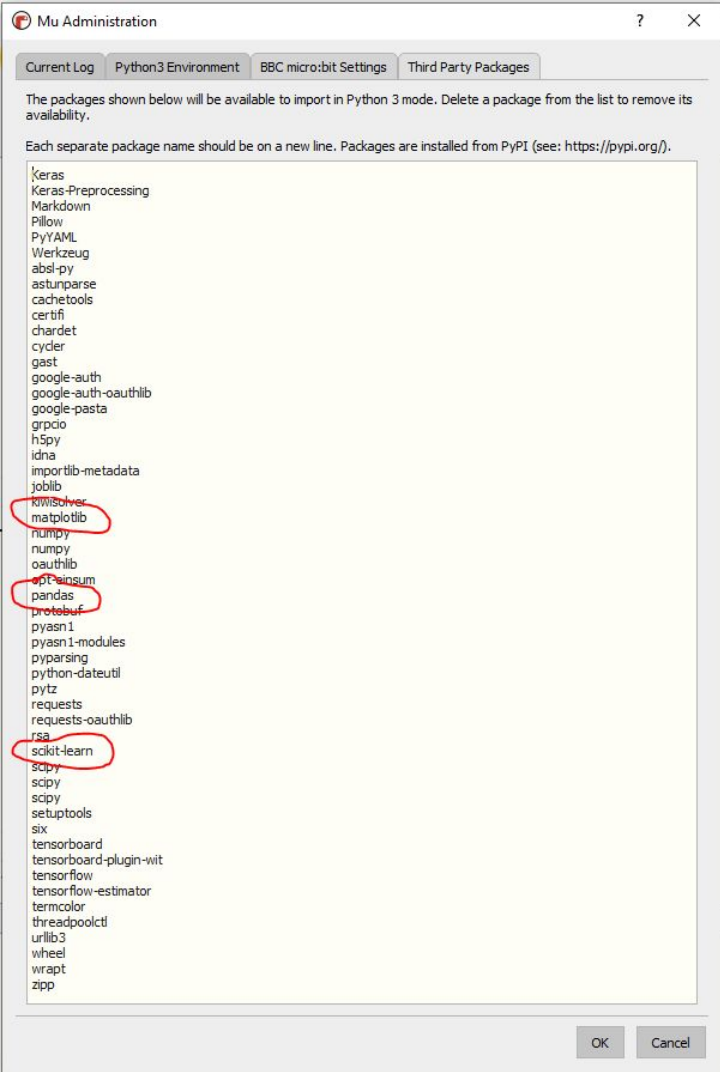 Mu Administration
? ×
Current Log Python3 Environment BBC micro:bit Settings Third Party Packages
The packages shown below will be available to import in Python 3 mode. Delete a package from the list to remove its
availability.
Each separate package name should be on a new line. Packages are installed from PyPI (see: https://pypi.org/).
Keras
Keras-Preprocessing
Markdown
Pillow
PyYAML
Werkzeug
absl-py
astunparse
cachetools
certifi
chardet
cycler
gast
google-auth
google-auth-oauthlib
google-pasta
grpcio
h5py
idna
importlib-metadata
joblib
kiwisolver
matplotlib
numpy
numpy
oauthlib
opt-einsum
pandas
protobuf
pyasn1
pyasn1-modules
pyparsing
python-dateutil
pytz
requests
requests-oauthlib
rsa
scikit-learn
scipy
scipy
scipy
setuptools
six
tensorboard
tensorboard-plugin-wit
tensorflow
tensorflow-estimator
termcolor
threadpoolctl
urllib3
wheel
wrapt
zipp
OK Cancel